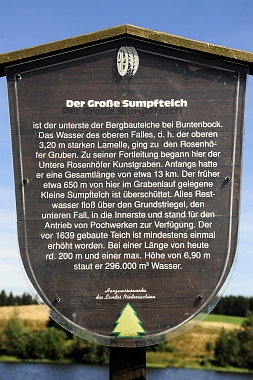 Der Große Sumpfteich
ist der unterste der Bergbauteiche bei Buntenbock.
Das Wasser des oberen Falles, d. h. der oberen
3,20 m starken Lamelle, ging zu den Rosenhö-
fer Gruben. Zu seiner Fortleitung begann hier der
Untere Rosenhöfer Kunstgraben. Anfangs hatte
er eine Gesamtlänge von etwa 13 km. Der früher
etwa 650 m von hier im Grabenlauf gelegene
Kleine Sumpfteich ist überschüttet. Alles Rest-
wasser floß über den Grundstriegel, den
unteren Fall, in die Innerste und stand für den
Antrieb von Pochwerken zur Verfügung. Der
vor 1639 gebaute Teich ist mindestens einmal
erhöht worden. Bei einer Länge von heute
rd. 200 m und einer max. Höhe von 6,90 m
staut er 296.000 m³ Wasser.
Harzwasserwerke
des Landes Niedersachsen